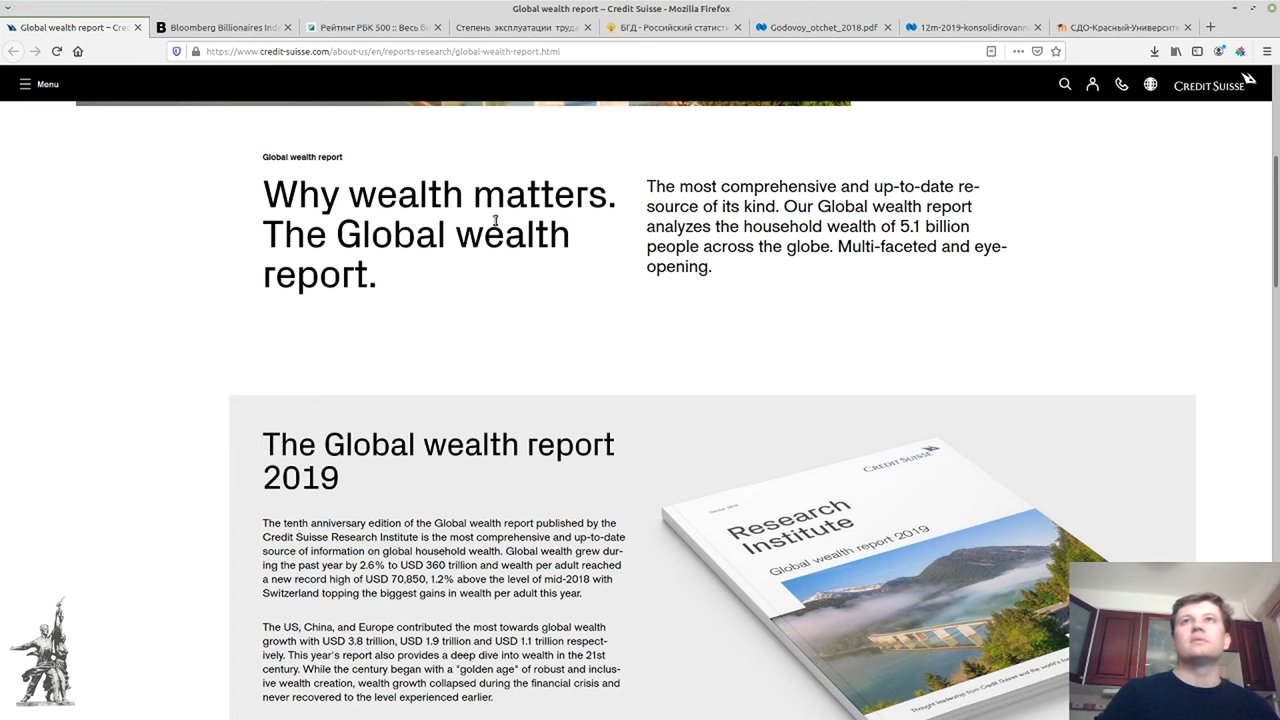 Global wealth report – Credit Suisse - Mozilla Firefox
Global wealth report – Cre
Bloomberg Billionaires Ind
Рейтинг РБК 500 :: Весь б
Степень эксплуатации труда
БГД - Российский статист
Godovoy_otchet_2018.pdf
12m-2019-konsolidirovann
СДО-Красный-Университе
https://www.credit-suisse.com/about-us/en/reports-research/global-wealth-report.html
Menu
CREDIT SUISSE
Global wealth report
Why wealth matters.
The Global wealth
report.
The most comprehensive and up-to-date re-
source of its kind. Our Global wealth report
analyzes the household wealth of 5.1 billion
people across the globe. Multi-faceted and eye-
opening.
The Global wealth report
2019
The tenth anniversary edition of the Global wealth report published by the
Credit Suisse Research Institute is the most comprehensive and up-to-date
source of information on global household wealth. Global wealth grew dur-
ing the past year by 2.6% to USD 360 trillion and wealth per adult reached
a new record high of USD 70,850, 1.2% above the level of mid-2018 with
Switzerland topping the biggest gains in wealth per adult this year.
The US, China, and Europe contributed the most towards global wealth
growth with USD 3.8 trillion, USD 1.9 trillion and USD 1.1 trillion respect-
ively. This year's report also provides a deep dive into wealth in the 21st
century. While the century began with a "golden age" of robust and inclus-
ive wealth creation, wealth growth collapsed during the financial crisis and
never recovered to the level experienced earlier.
CREDIT SUISSE
Research
Institute
Global wealth report 2019
Thought leadership from Credit Suisse and the world's